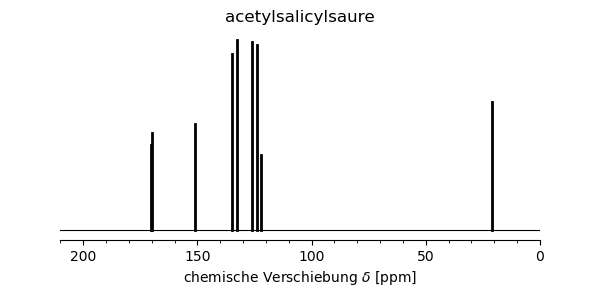 acetylsalicylsaure
200 150 100 50 0
chemische Verschiebung δ [ppm]